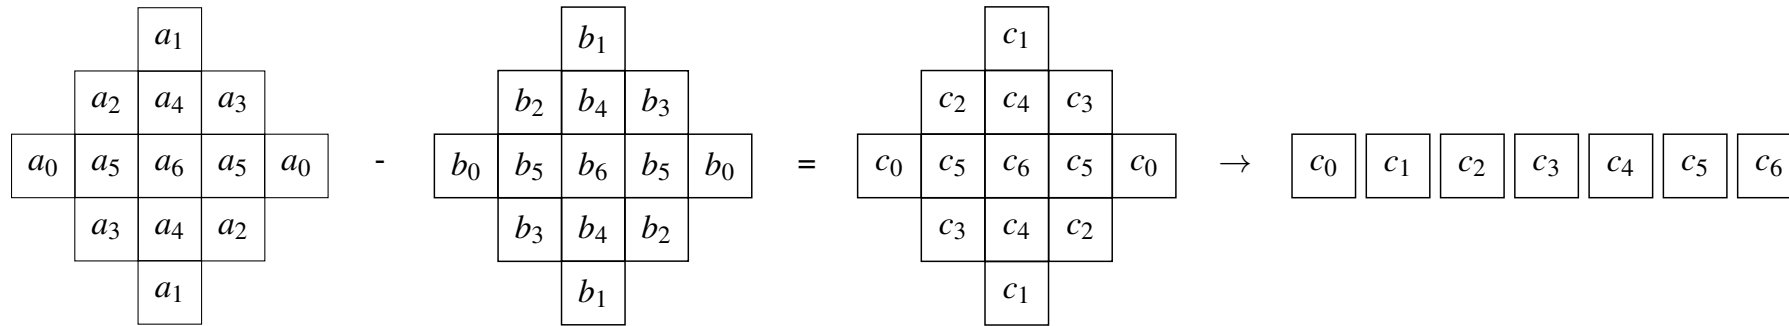 a₁ b₁ c₁
a₂ a₄ a₃ b₂ b₄ b₃ c₂ c₄ c₃
a₀ a₅ a₆ a₅ a₀ - b₀ b₅ b₆ b₅ b₀ = c₀ c₅ c₆ c₅ c₀ → c₀ c₁ c₂ c₃ c₄ c₅ c₆
a₃ a₄ a₂ b₃ b₄ b₂ c₃ c₄ c₂
a₁ b₁ c₁